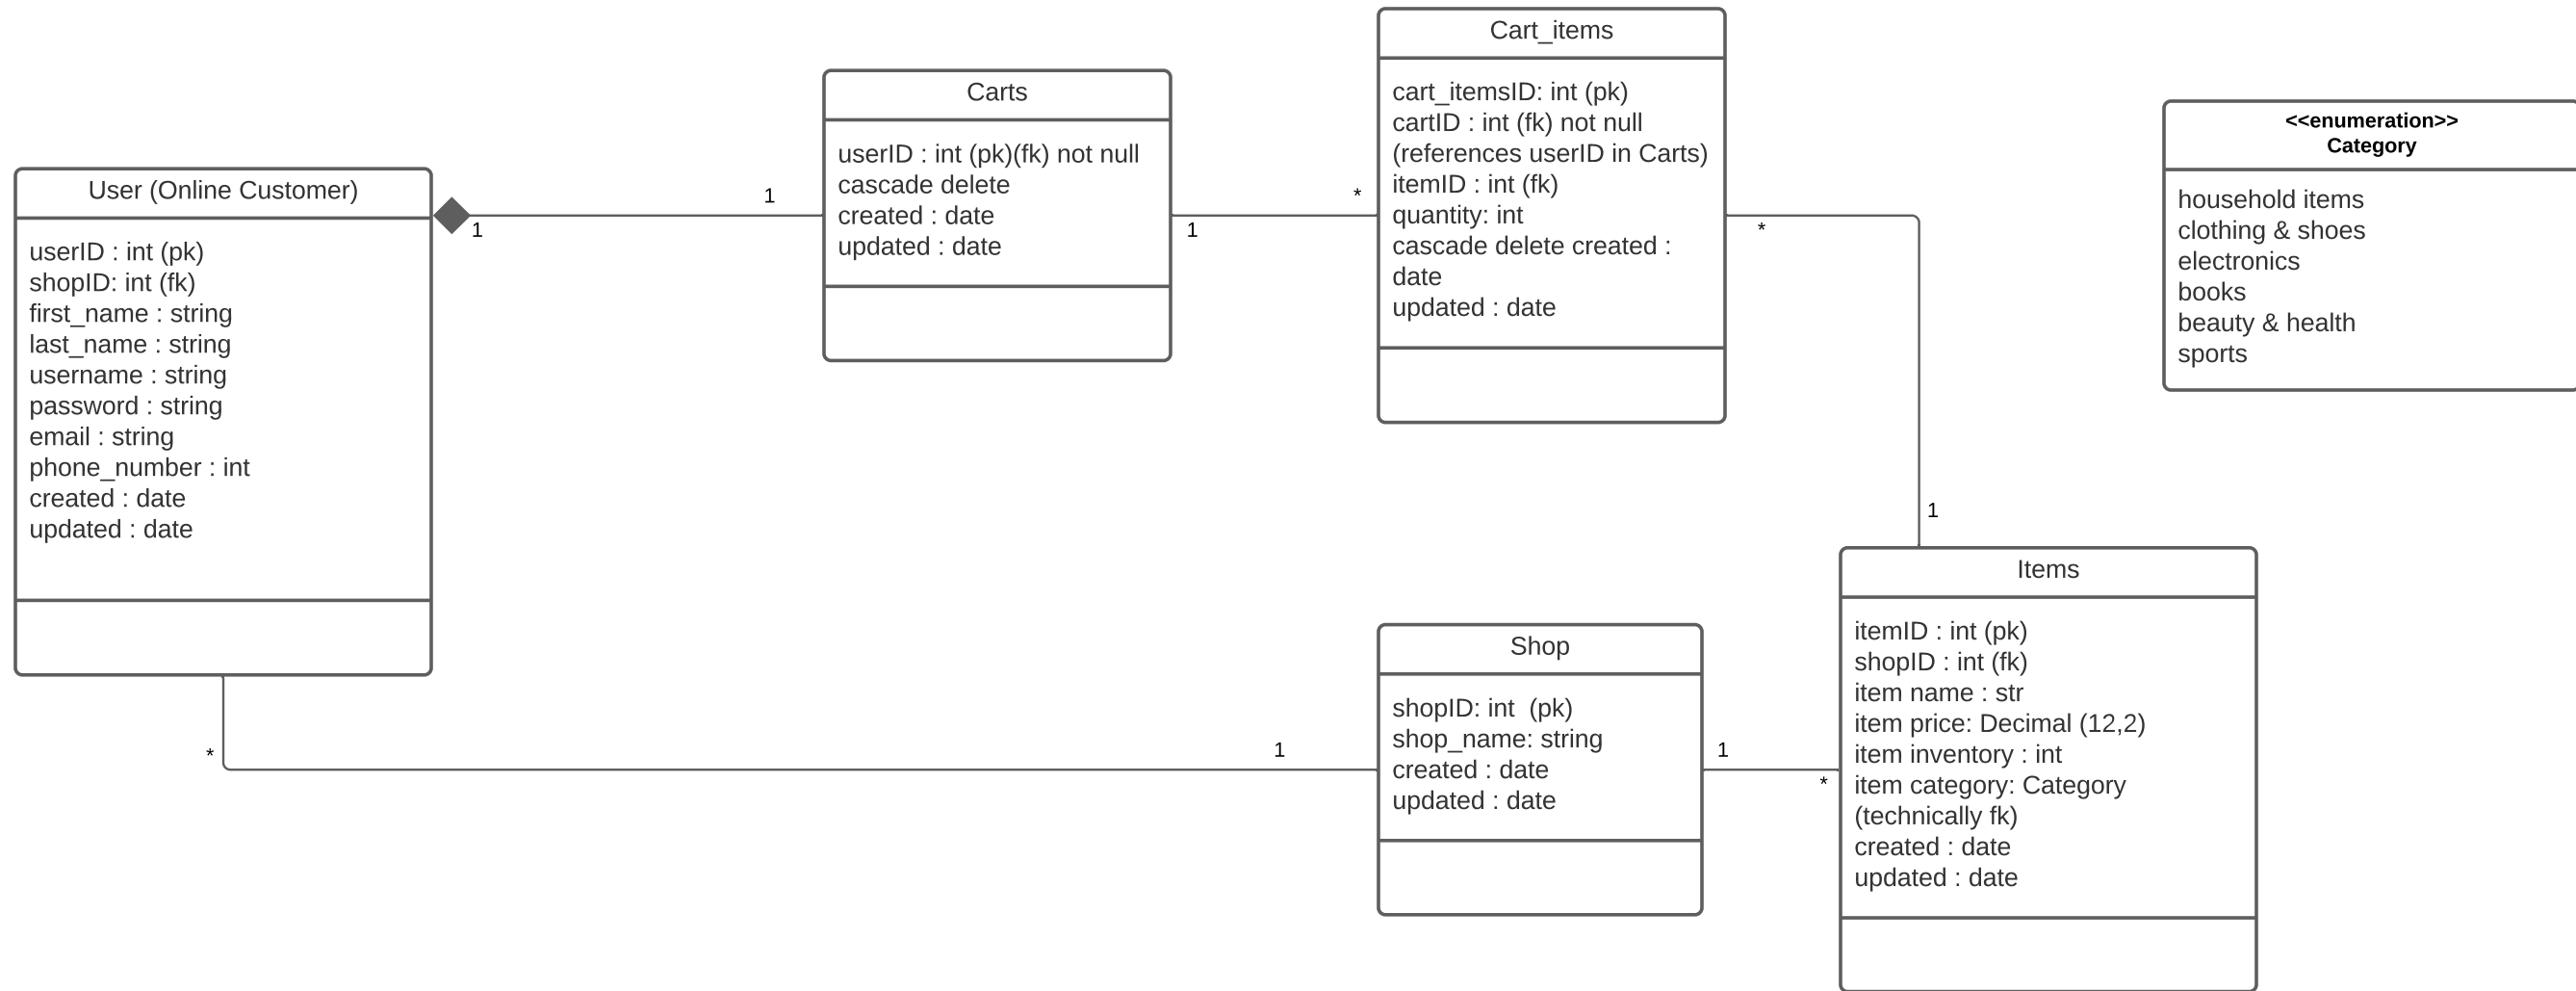 User (Online Customer)
userID : int (pk)
shopID: int (fk)
first_name : string
last_name : string
username : string
password : string
email : string
phone_number : int
created : date
updated : date
1
1
Carts
userID : int (pk)(fk) not null
cascade delete
created : date
updated : date
1
*
Cart_items
cart_itemsID: int (pk)
cartID : int (fk) not null
(references userID in Carts)
itemID : int (fk)
quantity: int
cascade delete created :
date
updated : date
*
1
<<enumeration>>
Category
household items
clothing & shoes
electronics
books
beauty & health
sports
*
1
Shop
shopID: int  (pk)
shop_name: string
created : date
updated : date
1
*
Items
itemID : int (pk)
shopID : int (fk)
item name : str
item price: Decimal (12,2)
item inventory : int
item category: Category
(technically fk)
created : date
updated : date